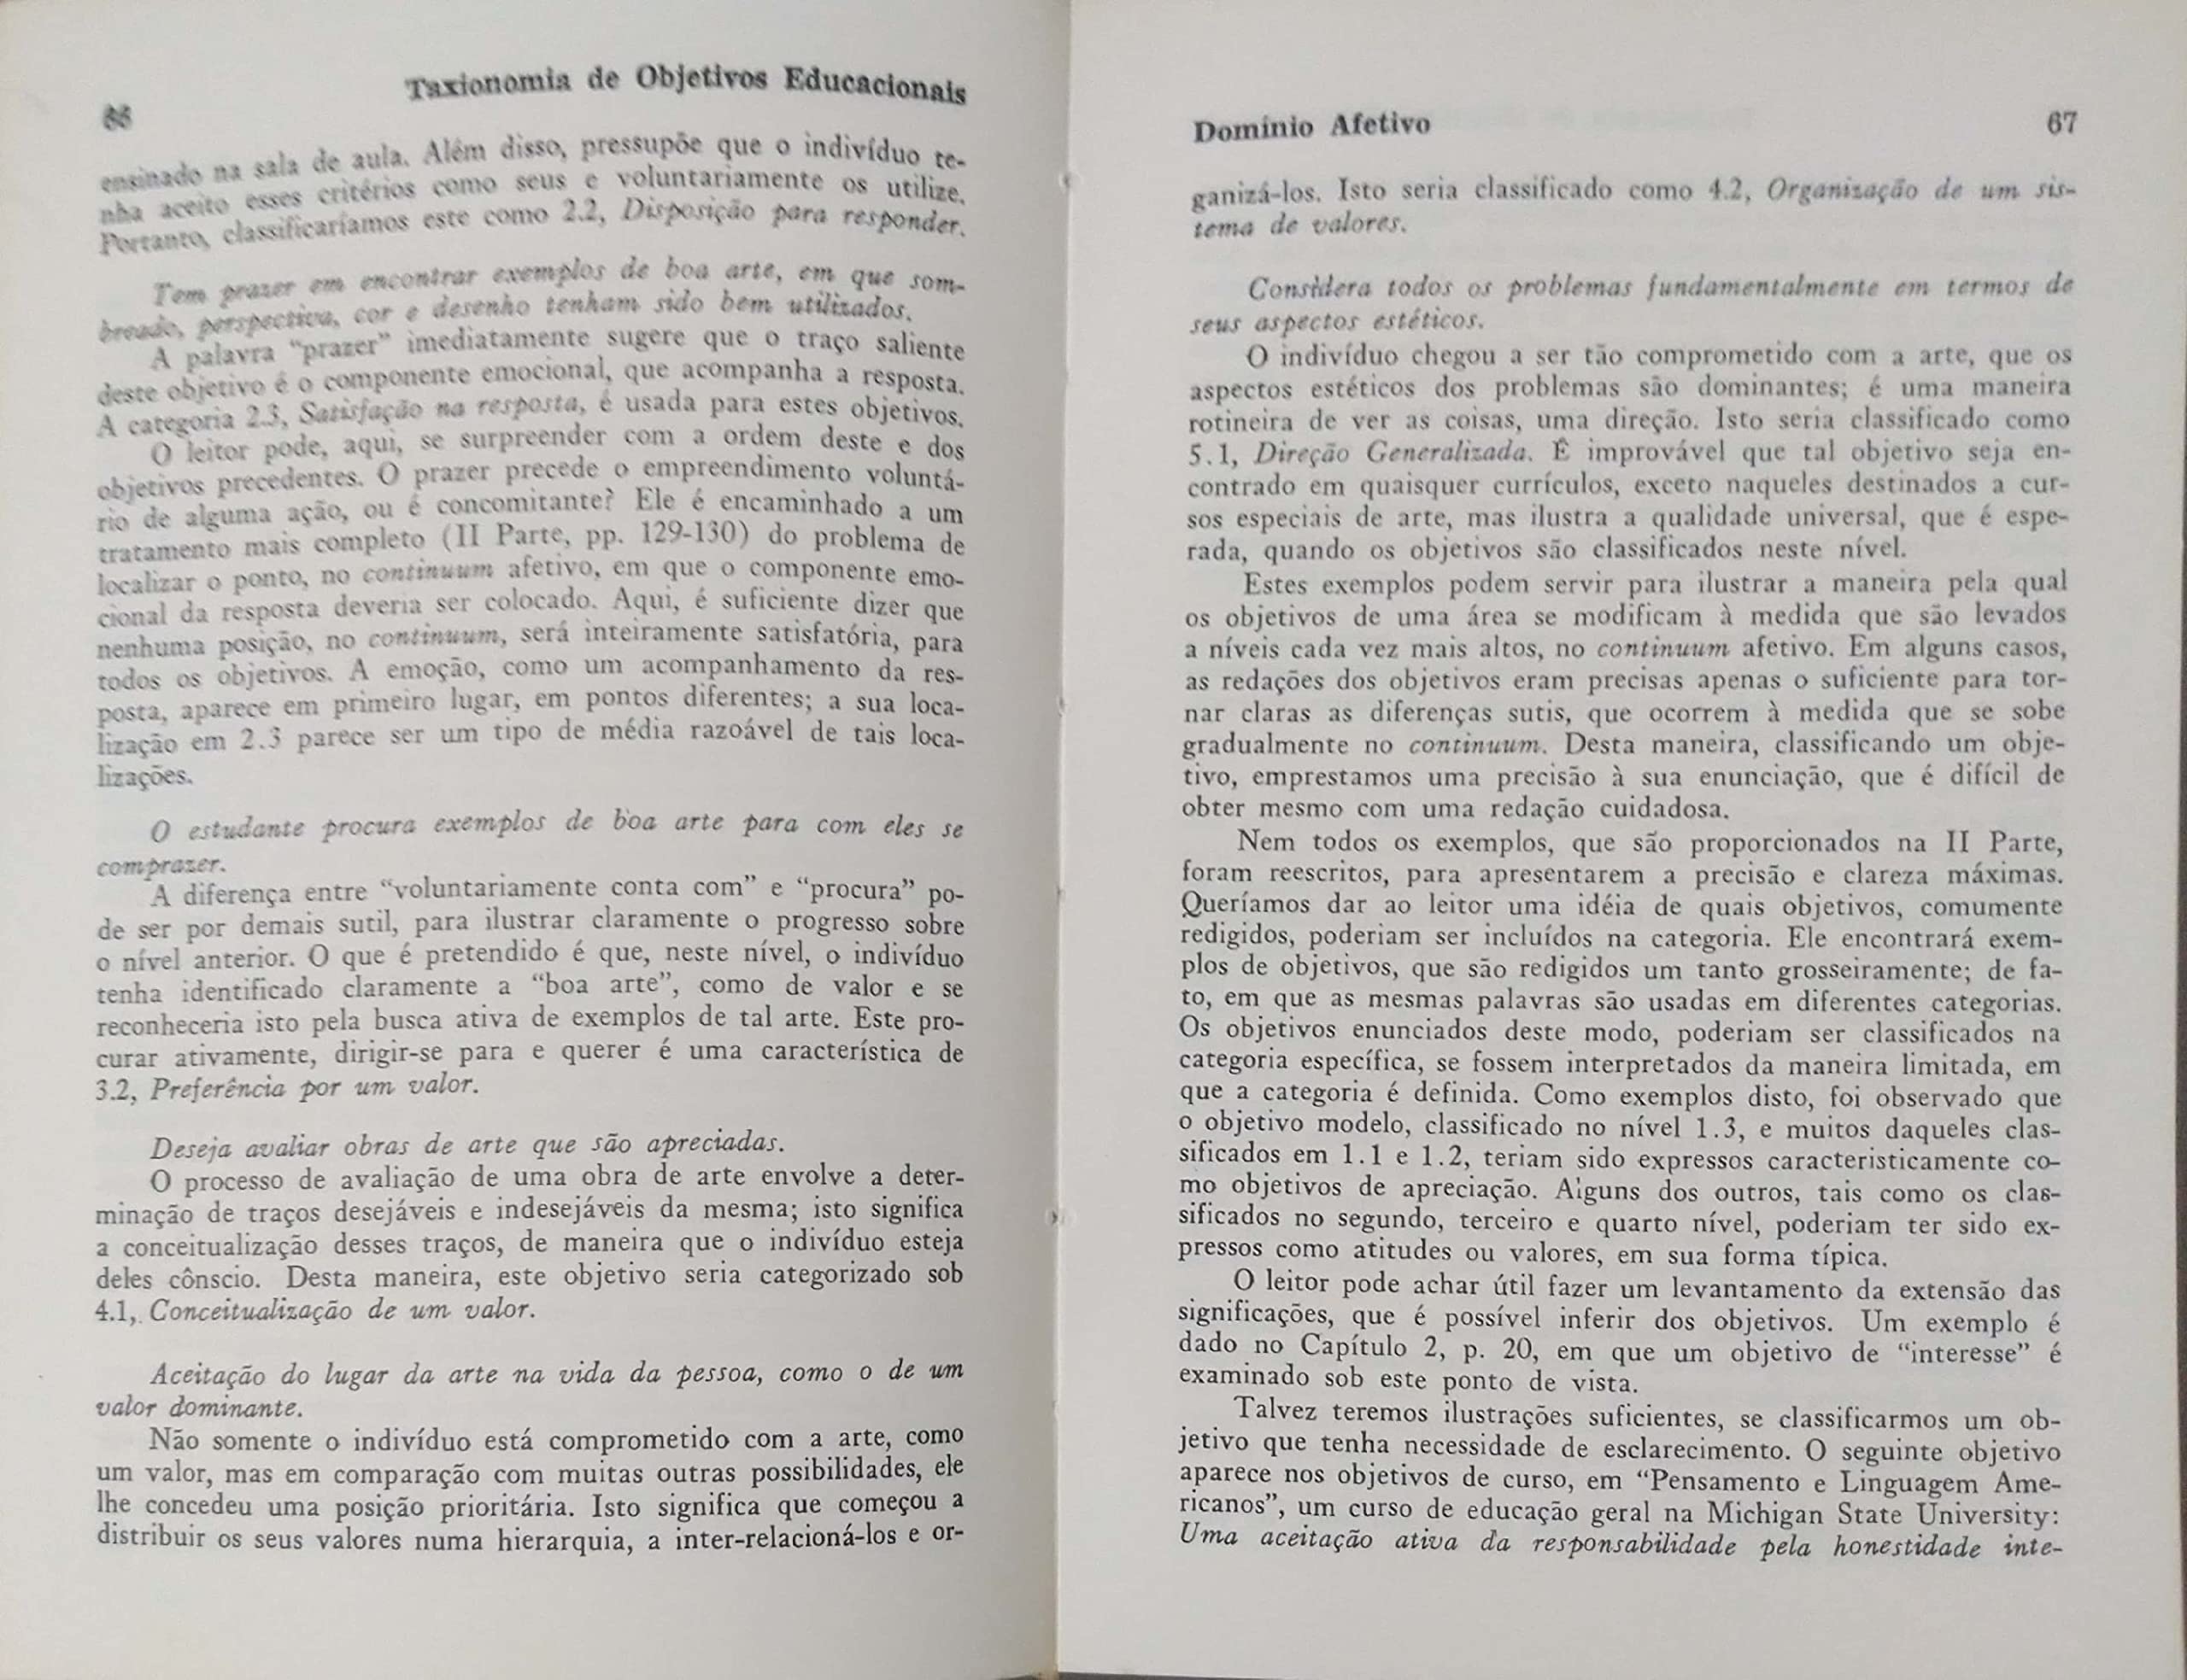 66
Taxionomia de Objetivos Educacionais
ensinado na sala de aula. Além disso, pressupõe que o indivíduo te-
nha aceito esses critérios como seus e voluntariamente os utilize.
Portanto, classificaríamos este como 2.2, Disposição para responder.
Tem prazer em encontrar exemplos de boa arte, em que som-
breado, perspectiva, cor e desenho tenham sido bem utilizados.
A palavra “prazer” imediatamente sugere que o traço saliente
deste objetivo é o componente emocional, que acompanha a resposta.
A categoria 2.3, Satisfação na resposta, é usada para estes objetivos.
O leitor pode, aqui, se surpreender com a ordem deste e dos
objetivos precedentes. O prazer precede o empreendimento voluntá-
rio de alguma ação, ou é concomitante? Ele é encaminhado a um
tratamento mais completo (II Parte, pp. 129-130) do problema de
localizar o ponto, no continuum afetivo, em que o componente emo-
cional da resposta deveria ser colocado. Aqui, é suficiente dizer que
nenhuma posição, no continuum, será inteiramente satisfatória, para
todos os objetivos. A emoção, como um acompanhamento da res-
posta, aparece em primeiro lugar, em pontos diferentes; a sua loca-
lização em 2.3 parece ser um tipo de média razoável de tais loca-
lizações.
O estudante procura exemplos de boa arte para com eles se
comprazer.
A diferença entre “voluntariamente conta com” e “procura” po-
de ser por demais sutil, para ilustrar claramente o progresso sobre
o nível anterior. O que é pretendido é que, neste nível, o indivíduo
tenha identificado claramente a “boa arte”, como de valor e se
reconheceria isto pela busca ativa de exemplos de tal arte. Este pro-
curar ativamente, dirigir-se para e querer é uma característica de
3.2, Preferência por um valor.
Deseja avaliar obras de arte que são apreciadas.
O processo de avaliação de uma obra de arte envolve a deter-
minação de traços desejáveis e indesejáveis da mesma; isto significa
a conceitualização desses traços, de maneira que o indivíduo esteja
deles cônscio. Desta maneira, este objetivo seria categorizado sob
4.1, Conceitualização de um valor.
Aceitação do lugar da arte na vida da pessoa, como o de um
valor dominante.
Não somente o indivíduo está comprometido com a arte, como
um valor, mas em comparação com muitas outras possibilidades, ele
lhe concedeu uma posição prioritária. Isto significa que começou a
distribuir os seus valores numa hierarquia, a inter-relacioná-los e or-
Domínio Afetivo
67
ganizá-los. Isto seria classificado como 4.2, Organização de um sis-
tema de valores.
Considera todos os problemas fundamentalmente em termos de
seus aspectos estéticos.
O indivíduo chegou a ser tão comprometido com a arte, que os
aspectos estéticos dos problemas são dominantes; é uma maneira
rotineira de ver as coisas, uma direção. Isto seria classificado como
5.1, Direção Generalizada. É improvável que tal objetivo seja en-
contrado em quaisquer currículos, exceto naqueles destinados a cur-
sos especiais de arte, mas ilustra a qualidade universal, que é espe-
rada, quando os objetivos são classificados neste nível.
Estes exemplos podem servir para ilustrar a maneira pela qual
os objetivos de uma área se modificam à medida que são levados
a níveis cada vez mais altos, no continuum afetivo. Em alguns casos,
as redações dos objetivos eram precisas apenas o suficiente para tor-
nar claras as diferenças sutis, que ocorrem à medida que se sobe
gradualmente no continuum. Desta maneira, classificando um obje-
tivo, emprestamos uma precisão à sua enunciação, que é difícil de
obter mesmo com uma redação cuidadosa.
Nem todos os exemplos, que são proporcionados na II Parte,
foram reescritos, para apresentarem a precisão e clareza máximas.
Queríamos dar ao leitor uma idéia de quais objetivos, comumente
redigidos, poderiam ser incluídos na categoria. Ele encontrará exem-
plos de objetivos, que são redigidos um tanto grosseiramente; de fa-
to, em que as mesmas palavras são usadas em diferentes categorias.
Os objetivos enunciados deste modo, poderiam ser classificados na
categoria específica, se fossem interpretados da maneira limitada, em
que a categoria é definida. Como exemplos disto, foi observado que
o objetivo modelo, classificado no nível 1.3, e muitos daqueles clas-
sificados em 1.1 e 1.2, teriam sido expressos caracteristicamente co-
mo objetivos de apreciação. Alguns dos outros, tais como os clas-
sificados no segundo, terceiro e quarto nível, poderiam ter sido ex-
pressos como atitudes ou valores, em sua forma típica.
O leitor pode achar útil fazer um levantamento da extensão das
significações, que é possível inferir dos objetivos. Um exemplo é
dado no Capítulo 2, p. 20, em que um objetivo de “interesse” é
examinado sob este ponto de vista.
Talvez teremos ilustrações suficientes, se classificarmos um ob-
jetivo que tenha necessidade de esclarecimento. O seguinte objetivo
aparece nos objetivos de curso, em “Pensamento e Linguagem Ame-
ricanos”, um curso de educação geral na Michigan State University:
Uma aceitação ativa da responsabilidade pela honestidade inte-